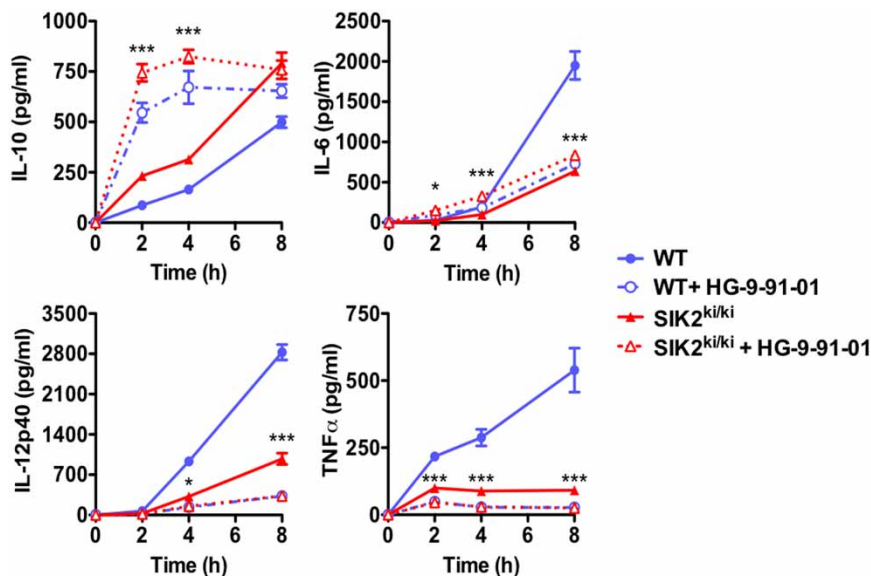 1000
750
500
250
0
IL-10 (pg/ml)
*** ***
0 2 4 6 8
Time (h)
2500
2000
1500
1000
500
0
IL-6 (pg/ml)
* *** ***
0 2 4 6 8
Time (h)
3500
2800
2100
1400
700
0
IL-12p40 (pg/ml)
* ***
0 2 4 6 8
Time (h)
750
500
250
0
TNFα (pg/ml)
*** *** ***
0 2 4 6 8
Time (h)
WT
WT+ HG-9-91-01
SIK2ki/ki
SIK2ki/ki + HG-9-91-01